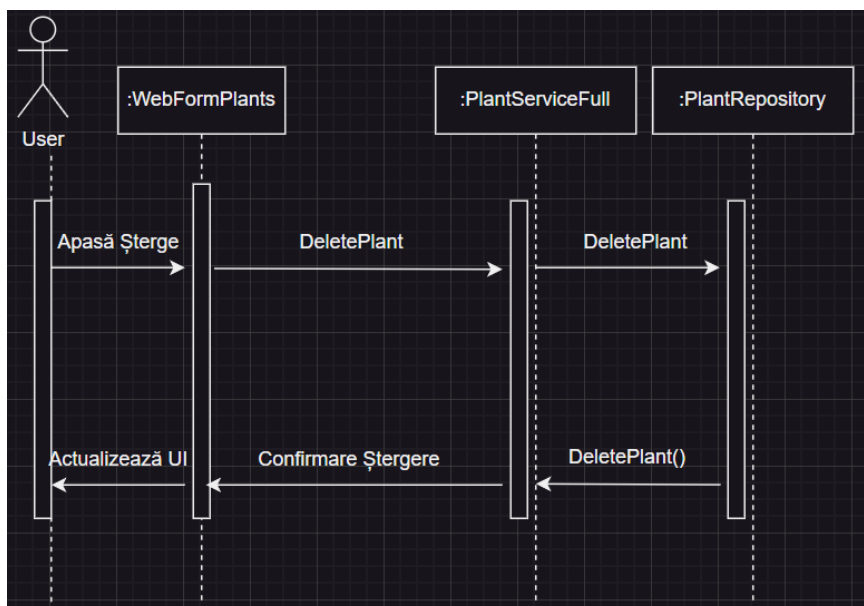 :WebFormPlants
:PlantServiceFull
:PlantRepository
User
Apasă Șterge
DeletePlant
DeletePlant
Actualizează UI
Confirmare Ștergere
DeletePlant()